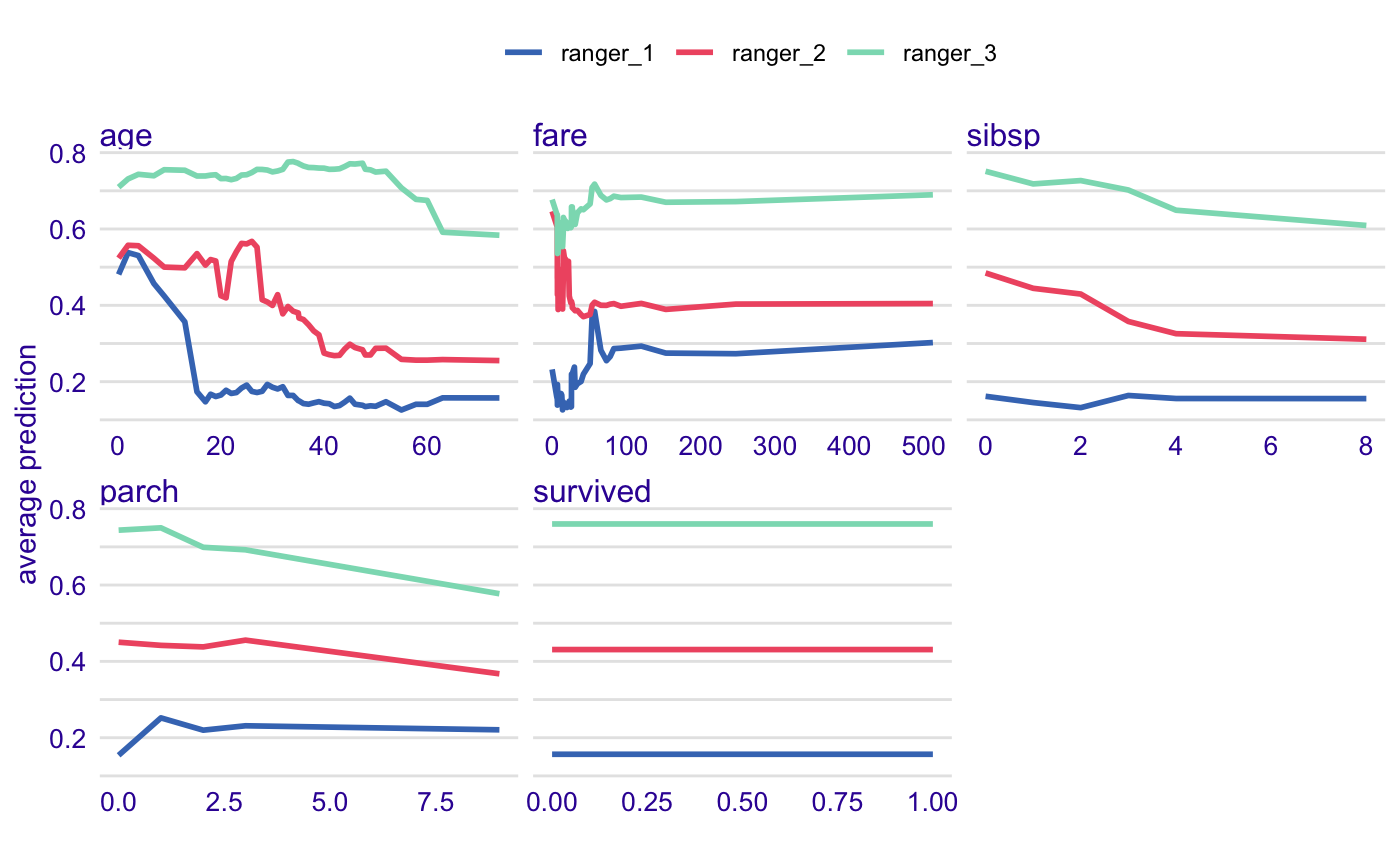 ranger_1 ranger_2 ranger_3
age fare sibsp
0.8
0.6
0.4
0.2
0 20 40 60 0 100 200 300 400 500 0 2 4 6 8
average prediction
parch survived
0.8
0.6
0.4
0.2
0.0 2.5 5.0 7.5 0.00 0.25 0.50 0.75 1.00